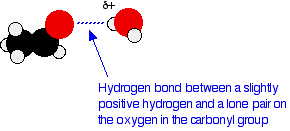 δ+
Hydrogen bond between a slightly
positive hydrogen and a lone pair on
the oxygen in the carbonyl group